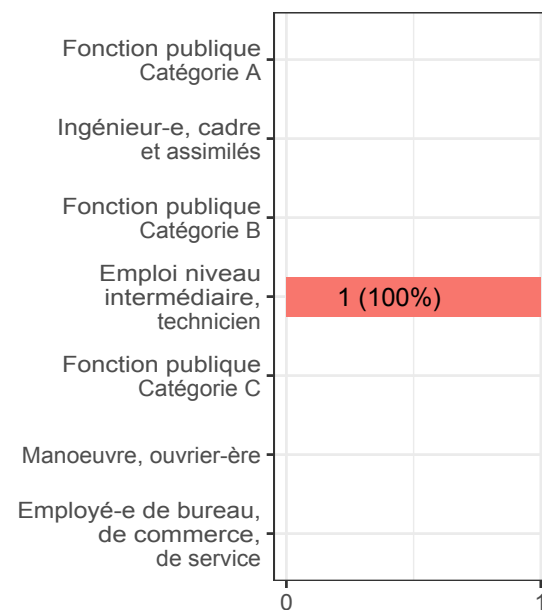 Fonction publique
Catégorie A
Ingénieur-e, cadre
et assimilés
Fonction publique
Catégorie B
Emploi niveau
intermédiaire,
technicien
1 (100%)
Fonction publique
Catégorie C
Manoeuvre, ouvrier-ère
Employé-e de bureau,
de commerce,
de service
0 1